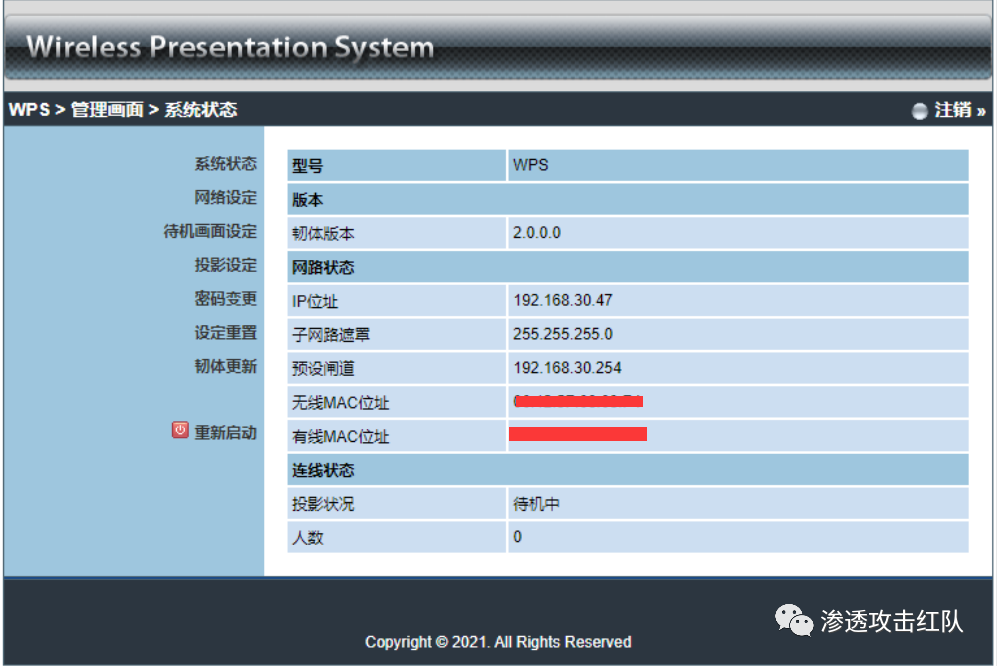 Wireless Presentation System
WPS > 管理画面 > 系统状态
注销 »
系统状态
网络设定
待机画面设定
投影设定
密码变更
设定重置
韧体更新
重新启动
型号 WPS
版本
韧体版本 2.0.0.0
网路状态
IP位址 192.168.30.47
子网路遮罩 255.255.255.0
预设闸道 192.168.30.254
无线MAC位址
有线MAC位址
连线状态
投影状况 待机中
人数 0
渗透攻击红队
Copyright © 2021. All Rights Reserved